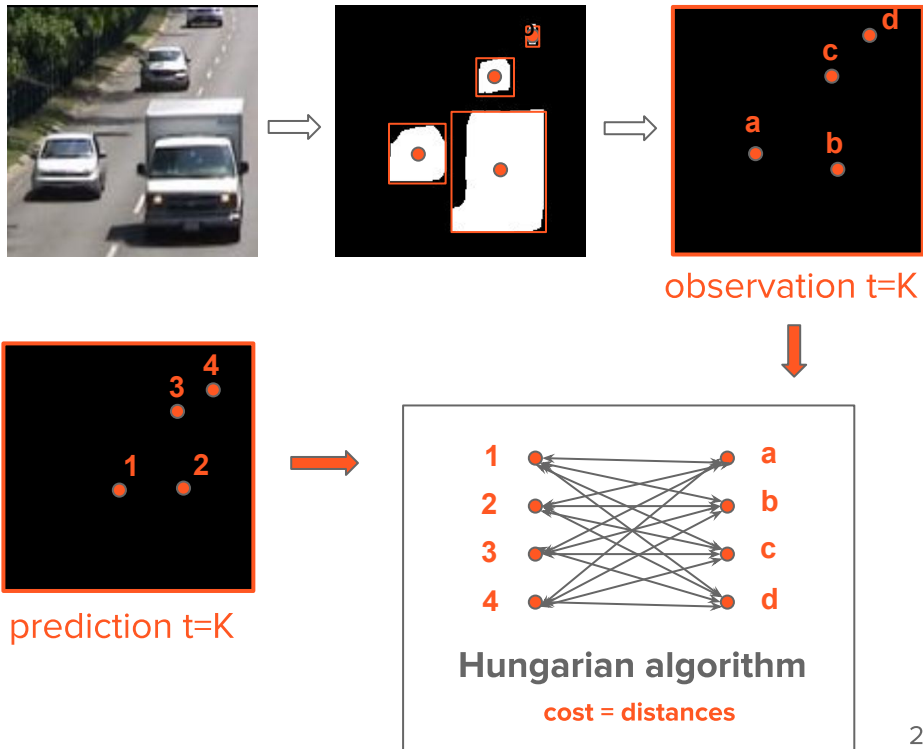 d
c
a
b
observation t=K
4
3
1
2
prediction t=K
1 a
2 b
3 c
4 d
Hungarian algorithm
cost = distances
2